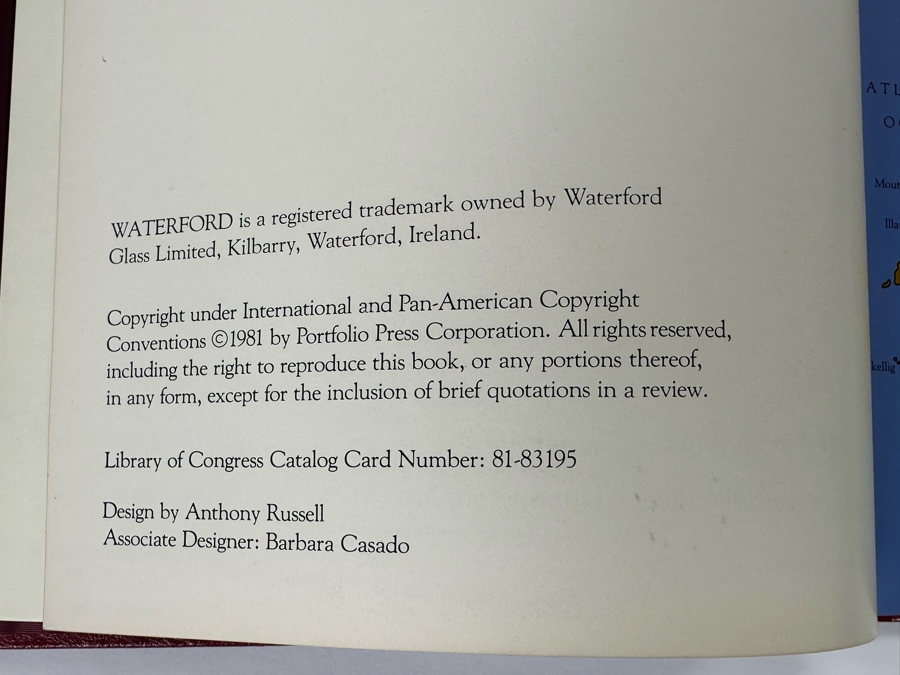 WATERFORD is a registered trademark owned by Waterford
Glass Limited, Kilbarry, Waterford, Ireland.
Copyright under International and Pan-American Copyright
Conventions ©1981 by Portfolio Press Corporation. All rights reserved,
including the right to reproduce this book, or any portions thereof,
in any form, except for the inclusion of brief quotations in a review.
Library of Congress Catalog Card Number: 81-83195
Design by Anthony Russell
Associate Designer: Barbara Casado